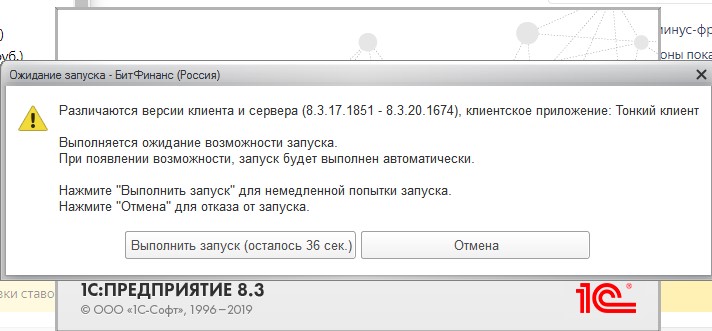 )
минус-фр
руб.)
оны пока
Ожидание запуска - БитФинанс (Россия)
Различаются версии клиента и сервера (8.3.17.1851 - 8.3.20.1674), клиентское приложение: Тонкий клиент
Выполняется ожидание возможности запуска.
При появлении возможности, запуск будет выполнен автоматически.
Нажмите "Выполнить запуск" для немедленной попытки запуска.
Нажмите "Отмена" для отказа от запуска.
Выполнить запуск (осталось 36 сек.)
Отмена
1С:ПРЕДПРИЯТИЕ 8.3
© ООО «1С-Софт», 1996–2019
1С®
вки ставо